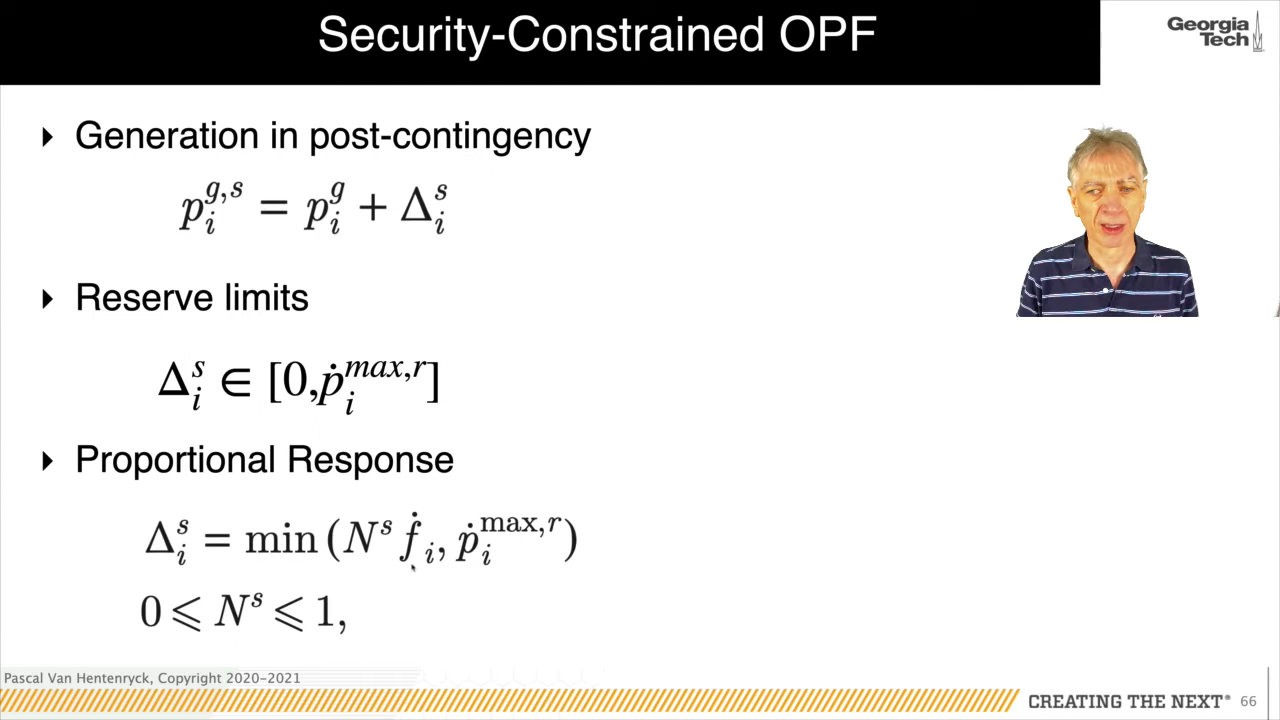 Security-Constrained OPF
Georgia
Tech
‣ Generation in post-contingency
p_i^{g,s} = p_i^g + Δ_i^s
‣ Reserve limits
Δ_i^s ∈ [0,ṗ_i^{max,r}]
‣ Proportional Response
Δ_i^s = min (N^s ḟ_i, ṗ_i^{max,r})
0 ⩽ N^s ⩽ 1,
Pascal Van Hentenryck, Copyright 2020-2021
CREATING THE NEXT® 66